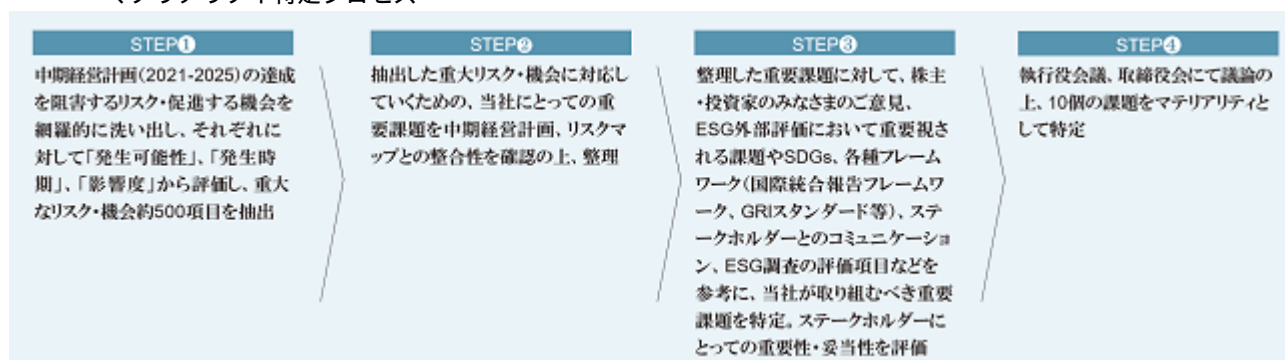 STEP❶
中期経営計画(2021-2025)の達成
を阻害するリスク・促進する機会を
網羅的に洗い出し、それぞれに
対して「発生可能性」、「発生時
期」、「影響度」から評価し、重大
なリスク・機会約500項目を抽出
STEP❷
抽出した重大リスク・機会に対応し
ていくための、当社にとっての重
要課題を中期経営計画、リスクマ
ップとの整合性を確認の上、整理
STEP❸
整理した重要課題に対して、株主
・投資家のみなさまのご意見、
ESG外部評価において重要視さ
れる課題やSDGs、各種フレーム
ワーク(国際統合報告フレームワ
ーク、GRIスタンダード等)、ステ
ークホルダーとのコミュニケーショ
ン、ESG調査の評価項目などを
参考に、当社が取り組むべき重要
課題を特定。ステークホルダーに
とっての重要性・妥当性を評価
STEP❹
執行役会議、取締役会にて議論の
上、10個の課題をマテリアリティと
して特定